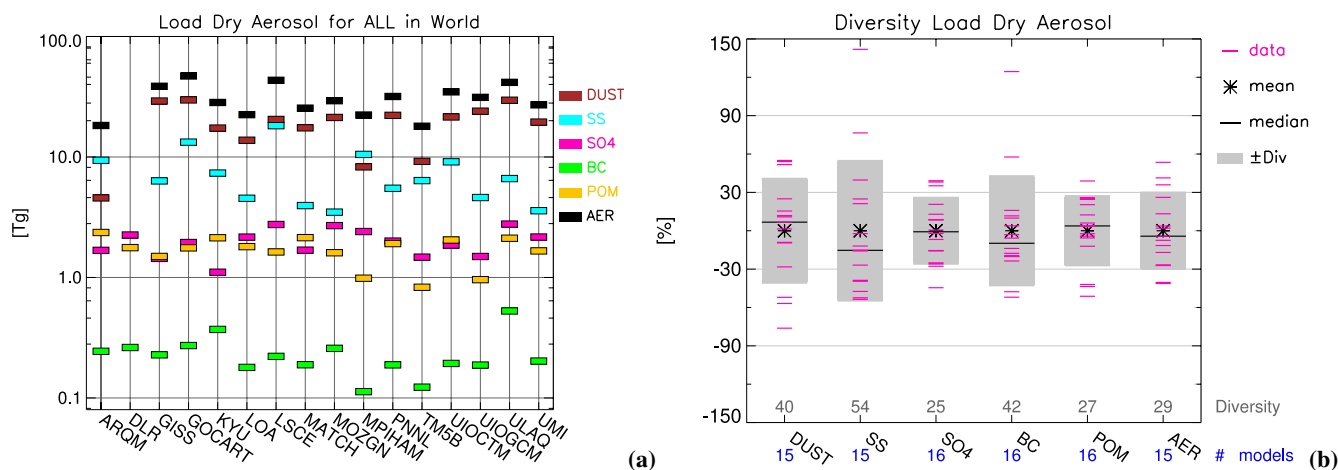 Load Dry Aerosol for ALL in World
100.0
10.0
1.0
0.1
[Tg]
DUST
SS
SO4
BC
POM
AER
ARQM
DLR
GISS
GOCART
KYU
LOA
LSCE
MATCH
MOZGN
MPIHAM
PNNL
TM5B
UIOCTM
UIOGCM
ULAQ
UMI
(a)
Diversity Load Dry Aerosol
150
90
30
-30
-90
-150
[%]
data
mean
median
±Div
40 54 25 42 27 29 Diversity
DUST SS SO4 BC POM AER
15 15 16 16 16 15 # models
(b)